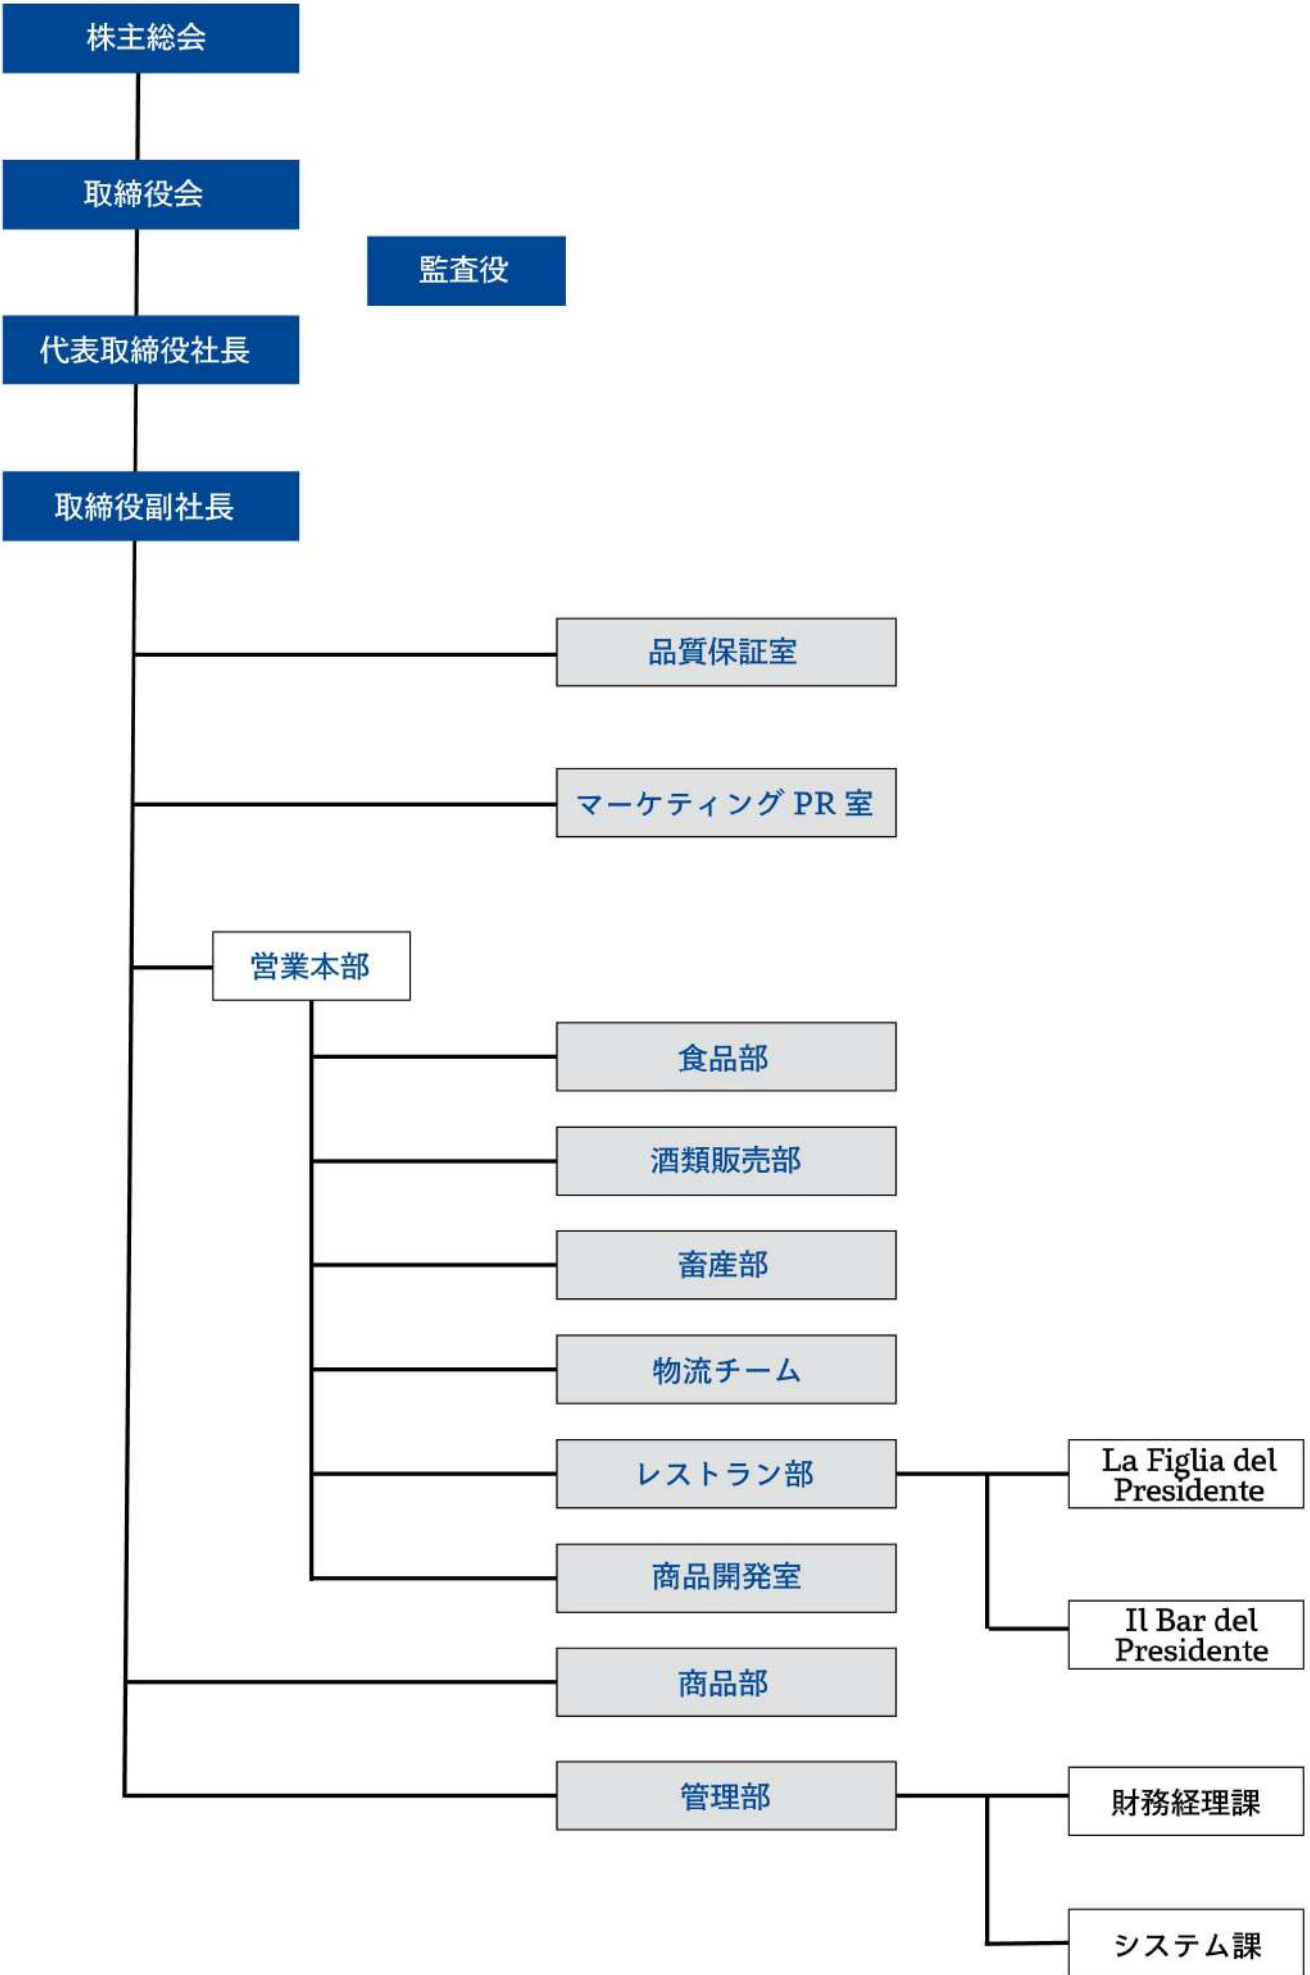 株主総会
取締役会
監査役
代表取締役社長
取締役副社長
品質保証室
マーケティング PR 室
営業本部
食品部
酒類販売部
畜産部
物流チーム
レストラン部
La Figlia del
Presidente
商品開発室
Il Bar del
Presidente
商品部
管理部
財務経理課
システム課